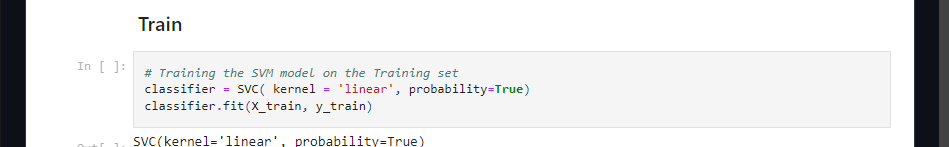 Train
In [ ]:
# Training the SVM model on the Training set
classifier = SVC( kernel = 'linear', probability=True)
classifier.fit(X_train, y_train)
Out[ ]:
SVC(kernel='linear', probability=True)